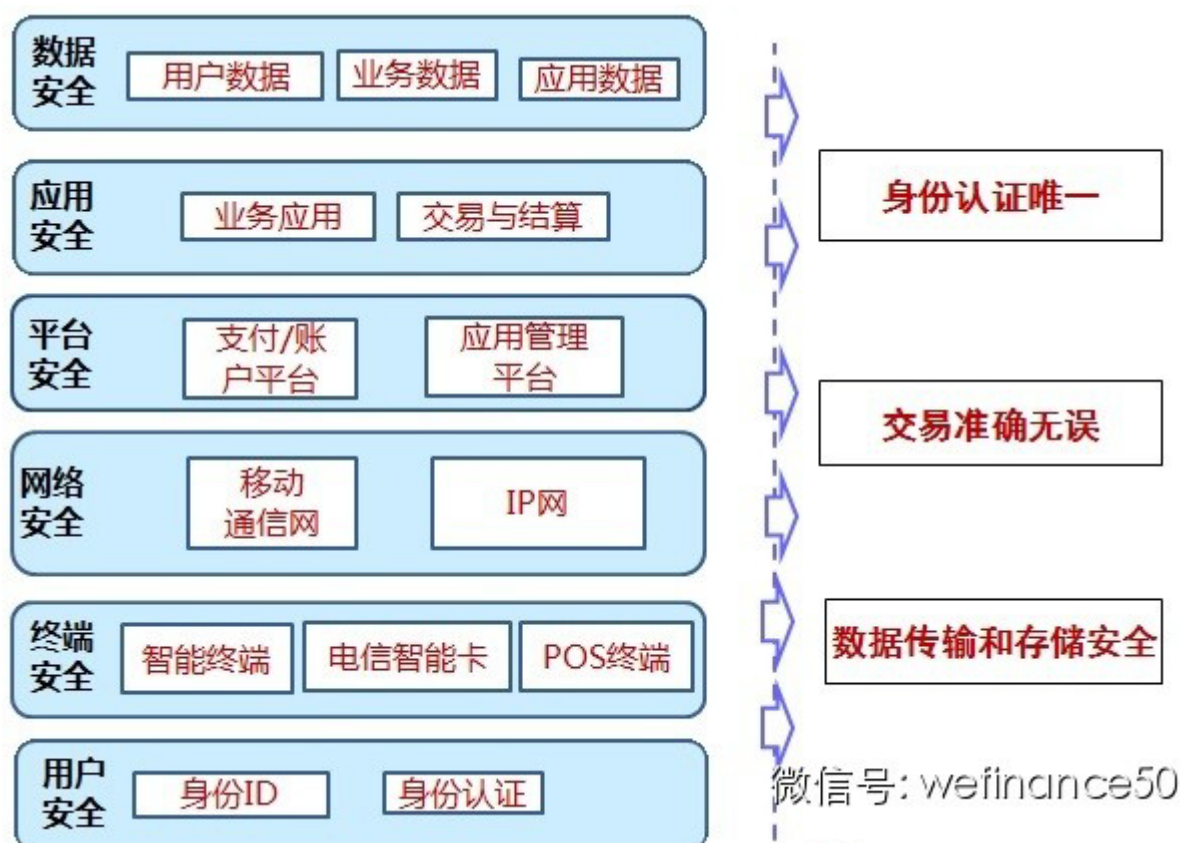 数据
安全
用户数据
业务数据
应用数据
应用
安全
业务应用
交易与结算
平台
安全
支付/账
户平台
应用管理
平台
网络
安全
移动
通信网
IP网
终端
安全
智能终端
电信智能卡
POS终端
用户
安全
身份ID
身份认证
身份认证唯一
交易准确无误
数据传输和存储安全
微信号: wefinance50